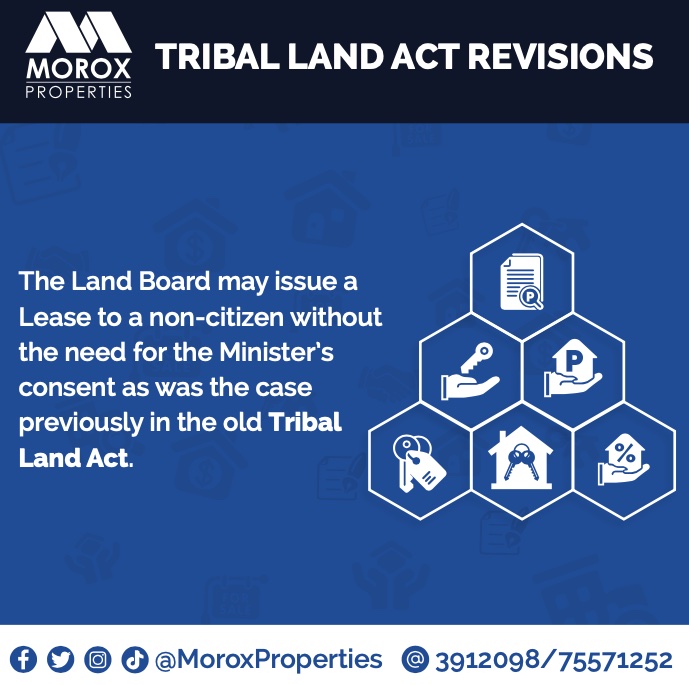 MOROX
PROPERTIES
TRIBAL LAND ACT REVISIONS
The Land Board may issue a
Lease to a non-citizen without
the need for the Minister's
consent as was the case
previously in the old Tribal
Land Act.
P
P
%
@MoroxProperties
@ 3912098/75571252